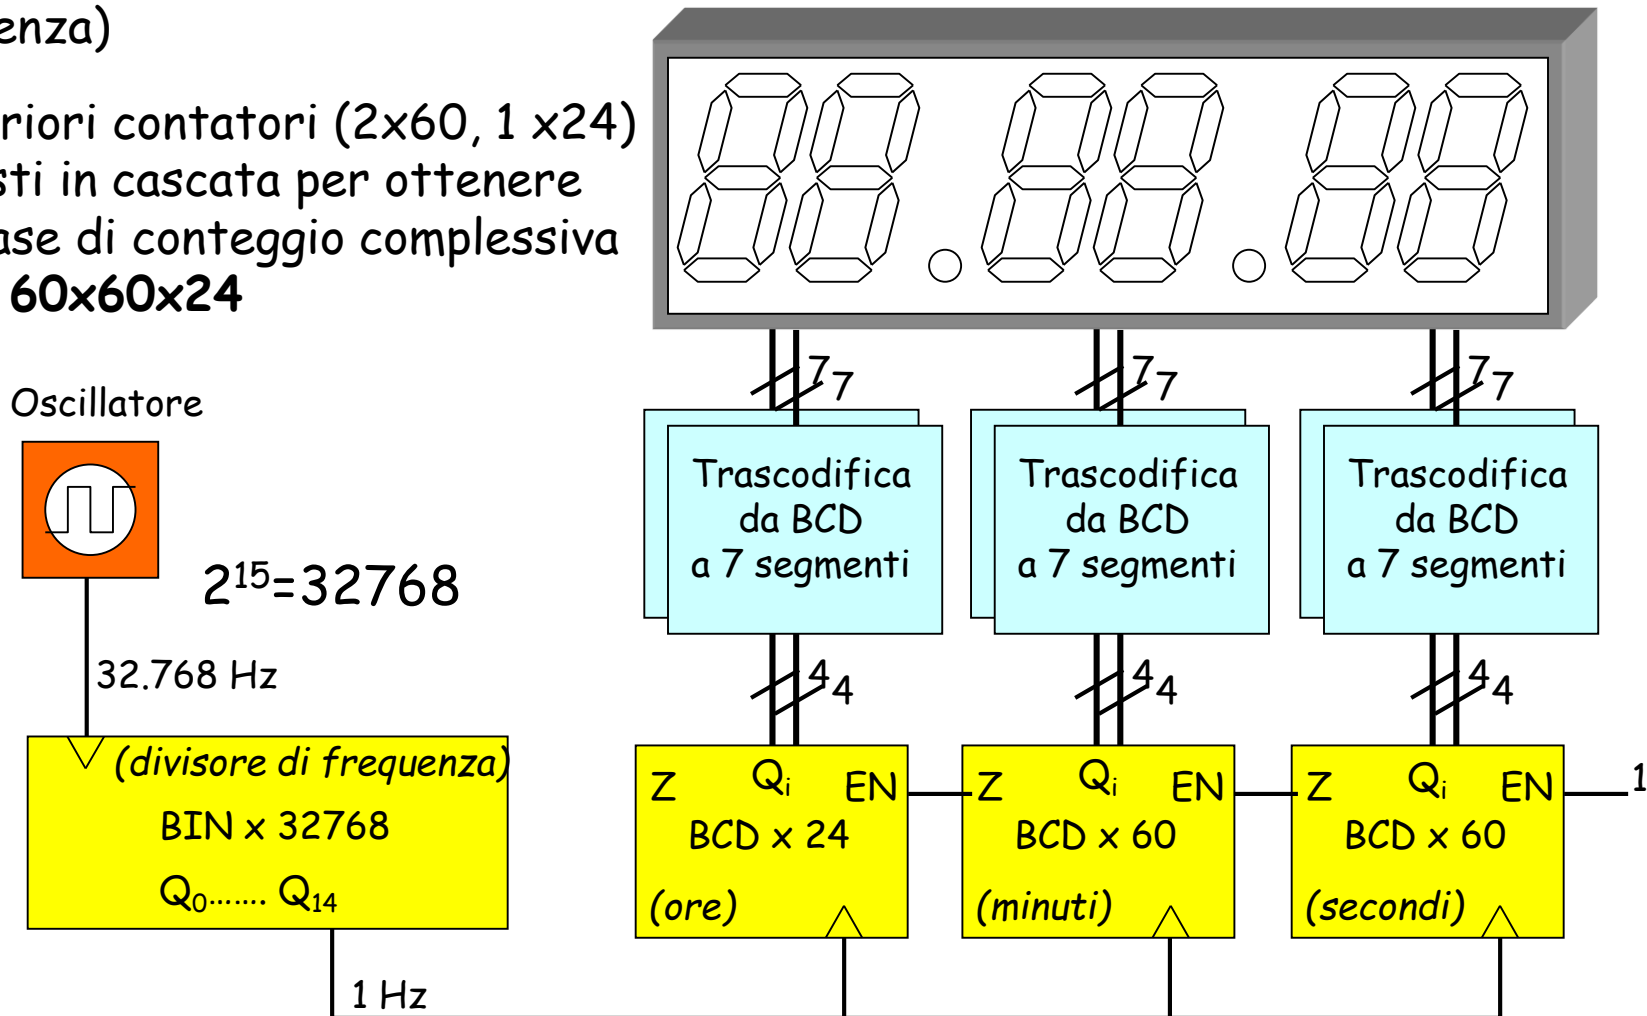 enza)
riori contatori (2x60, 1 x24)
sti in cascata per ottenere
ase di conteggio complessiva
60x60x24
Oscillatore
2¹⁵=32768
32.768 Hz
(divisore di frequenza)
BIN x 32768
Q₀....... Q₁₄
1 Hz
7 7
7 7
7 7
Trascodifica
da BCD
a 7 segmenti
Trascodifica
da BCD
a 7 segmenti
Trascodifica
da BCD
a 7 segmenti
4 4
4 4
4 4
Z Qᵢ EN
BCD x 24
(ore)
Z Qᵢ EN
BCD x 60
(minuti)
Z Qᵢ EN 1
BCD x 60
(secondi)